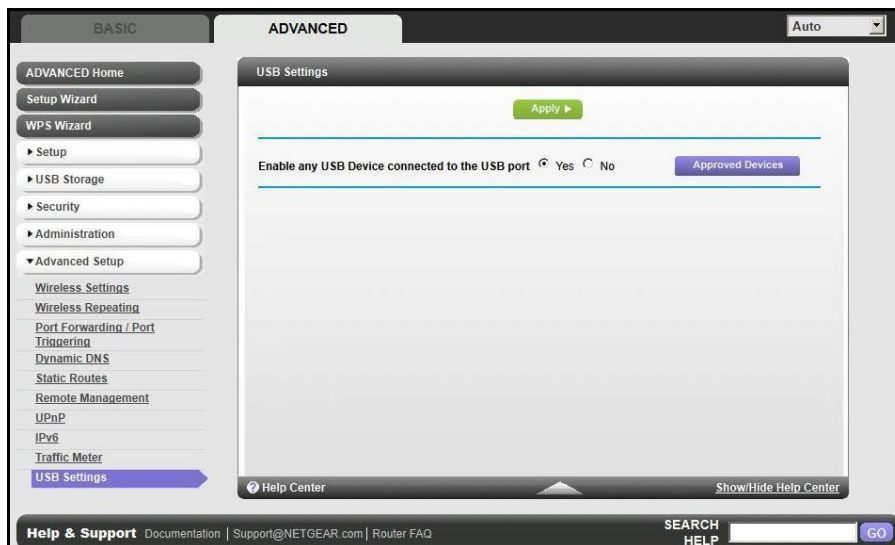 BASIC
ADVANCED
Auto
ADVANCED Home
Setup Wizard
WPS Wizard
Setup
USB Storage
Security
Administration
Advanced Setup
Wireless Settings
Wireless Repeating
Port Forwarding / Port
Triggering
Dynamic DNS
Static Routes
Remote Management
UPnP
IPv6
Traffic Meter
USB Settings
USB Settings
Apply
Enable any USB Device connected to the USB port Yes No Approved Devices
? Help Center Show/Hide Help Center
Help & Support Documentation | Support@NETGEAR.com | Router FAQ
SEARCH
HELP
GO